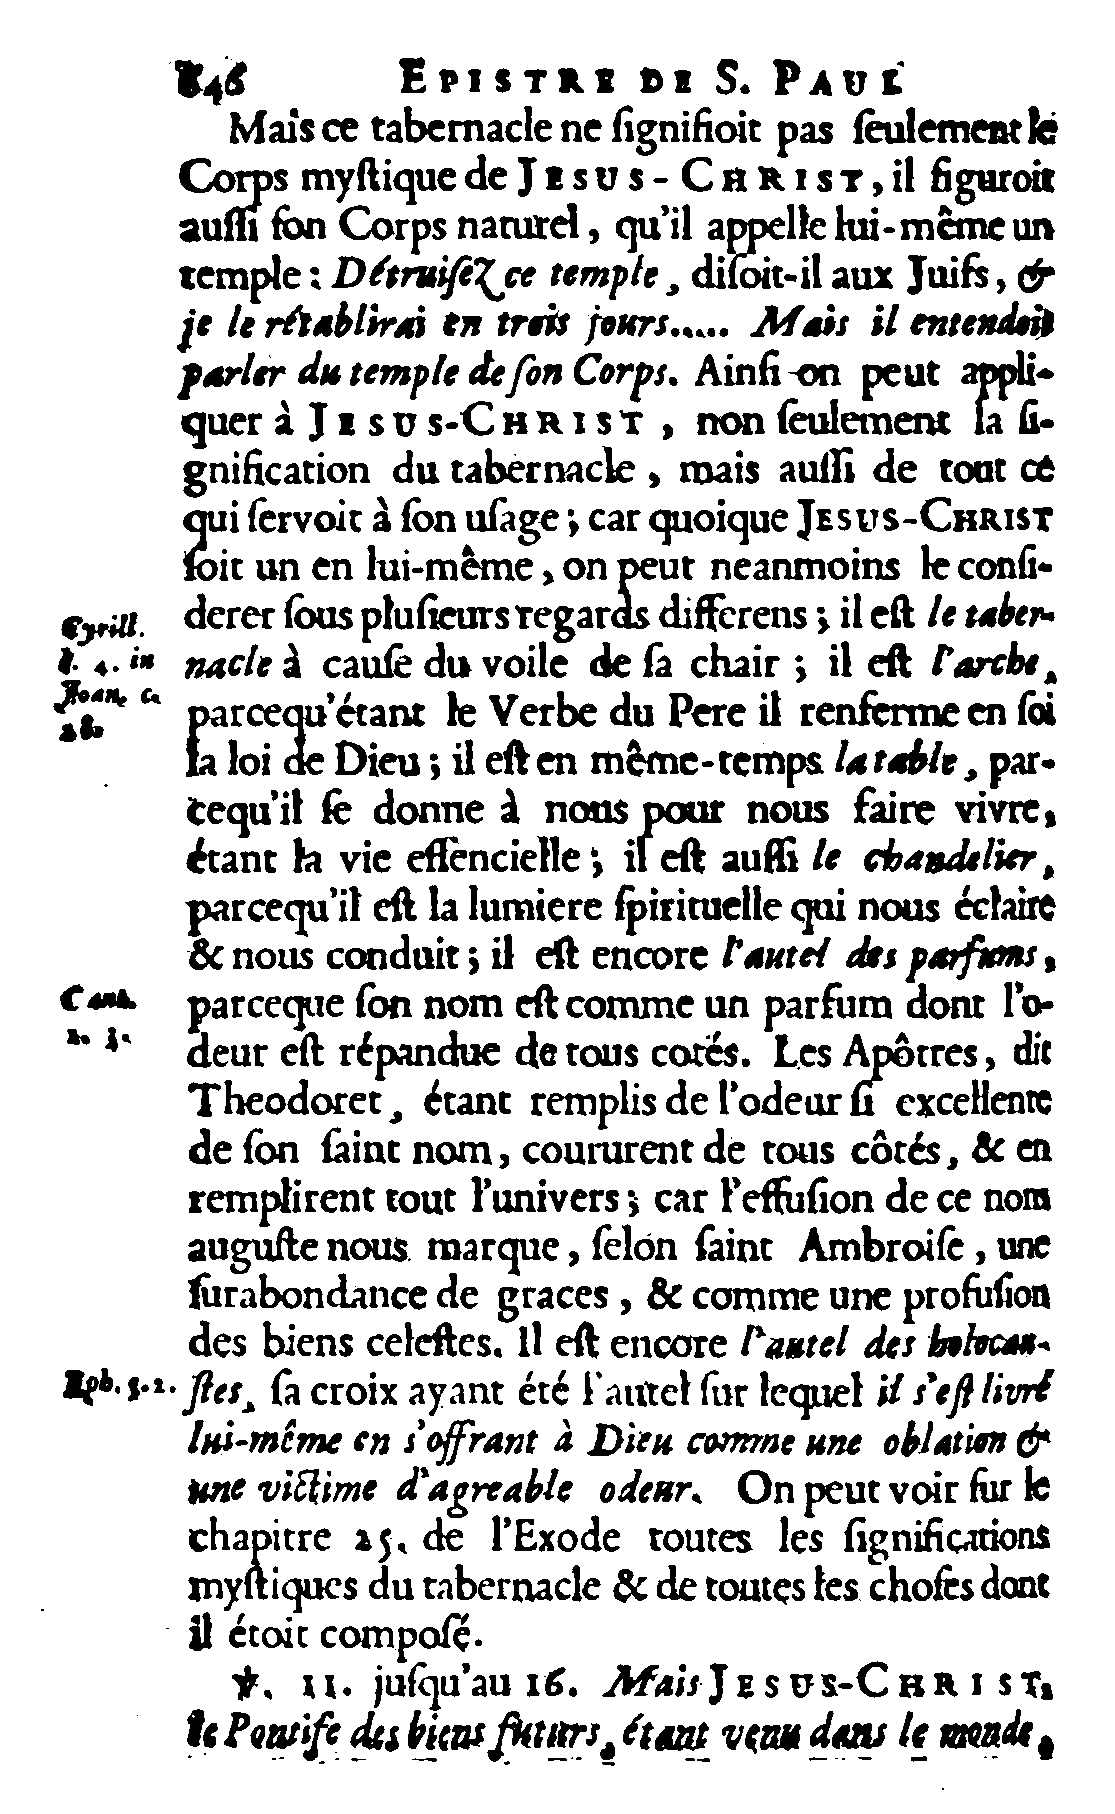 846 EPISTRE DE S. PAUL
Mais ce tabernacle ne ſignifioit pas ſeulement le
Corps myſtique de JESUS-CHRIST, il figuroit
auſſi ſon Corps naturel, qu'il appelle lui-même un
temple : Détruiſez ce temple, diſoit-il aux Juifs, &
je le rétablirai en trois jours..... Mais il entendoit
parler du temple de ſon Corps. Ainſi on peut appli-
quer à JESUS-CHRIST, non ſeulement la ſi-
gnification du tabernacle, mais auſſi de tout ce
qui ſervoit à ſon uſage ; car quoique JESUS-CHRIST
ſoit un en lui-même, on peut neanmoins le conſi-
derer ſous pluſieurs regards differens ; il eſt le taber-
Cyrill.
l. 4. in
Joan. c.
28.
nacle à cauſe du voile de ſa chair ; il eſt l'arche,
parcequ'étant le Verbe du Pere il renferme en ſoi
la loi de Dieu ; il eſt en même-temps la table, par-
cequ'il ſe donne à nous pour nous faire vivre,
étant la vie eſſencielle ; il eſt auſſi le chandelier,
parcequ'il eſt la lumiere ſpirituelle qui nous éclaire
& nous conduit ; il eſt encore l'autel des parfums,
Cant.
1. 3.
parceque ſon nom eſt comme un parfum dont l'o-
deur eſt répandue de tous cotés. Les Apôtres, dit
Theodoret, étant remplis de l'odeur ſi excellente
de ſon ſaint nom, coururent de tous côtés, & en
remplirent tout l'univers ; car l'effuſion de ce nom
auguſte nous marque, ſelon ſaint Ambroiſe, une
ſurabondance de graces, & comme une profuſion
des biens celeſtes. Il eſt encore l'autel des holocau-
Eph. 5. 2.
ſtes, ſa croix ayant été l'autel ſur lequel il s'eſt livré
lui-même en s'offrant à Dieu comme une oblation &
une victime d'agreable odeur. On peut voir ſur le
chapitre 25. de l'Exode toutes les ſignifications
myſtiques du tabernacle & de toutes les choſes dont
il étoit compoſé.
℣. 11. juſqu'au 16. Mais JESUS-CHRIST,
le Pontife des biens futurs, étant venu dans le monde,